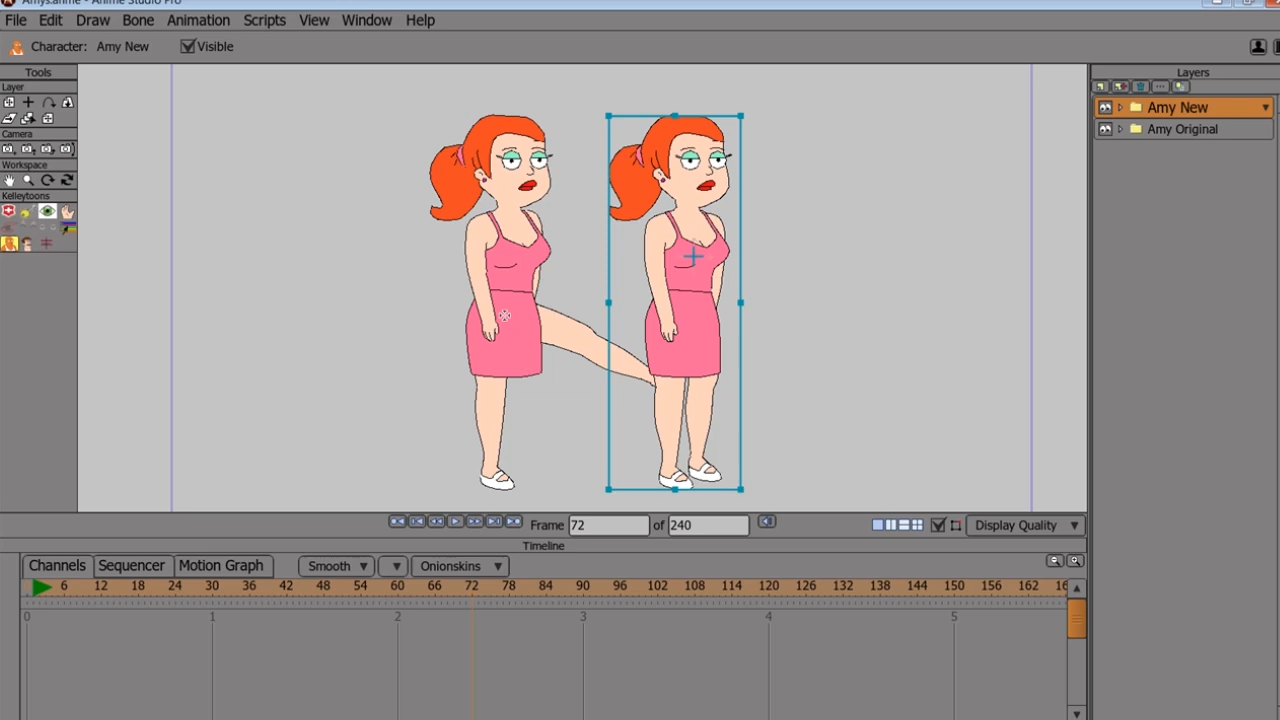 Amys.anme - Anime Studio Pro
File Edit Draw Bone Animation Scripts View Window Help
Character: Amy New Visible
Tools
Layer
Camera
Workspace
Kelleytoons
Layers
Amy New
Amy Original
Frame 72 of 240 Display Quality
Timeline
Channels Sequencer Motion Graph Smooth Onionskins
6 12 18 24 30 36 42 48 54 60 66 72 78 84 90 96 102 108 114 120 126 132 138 144 150 156 162
0 1 2 3 4 5